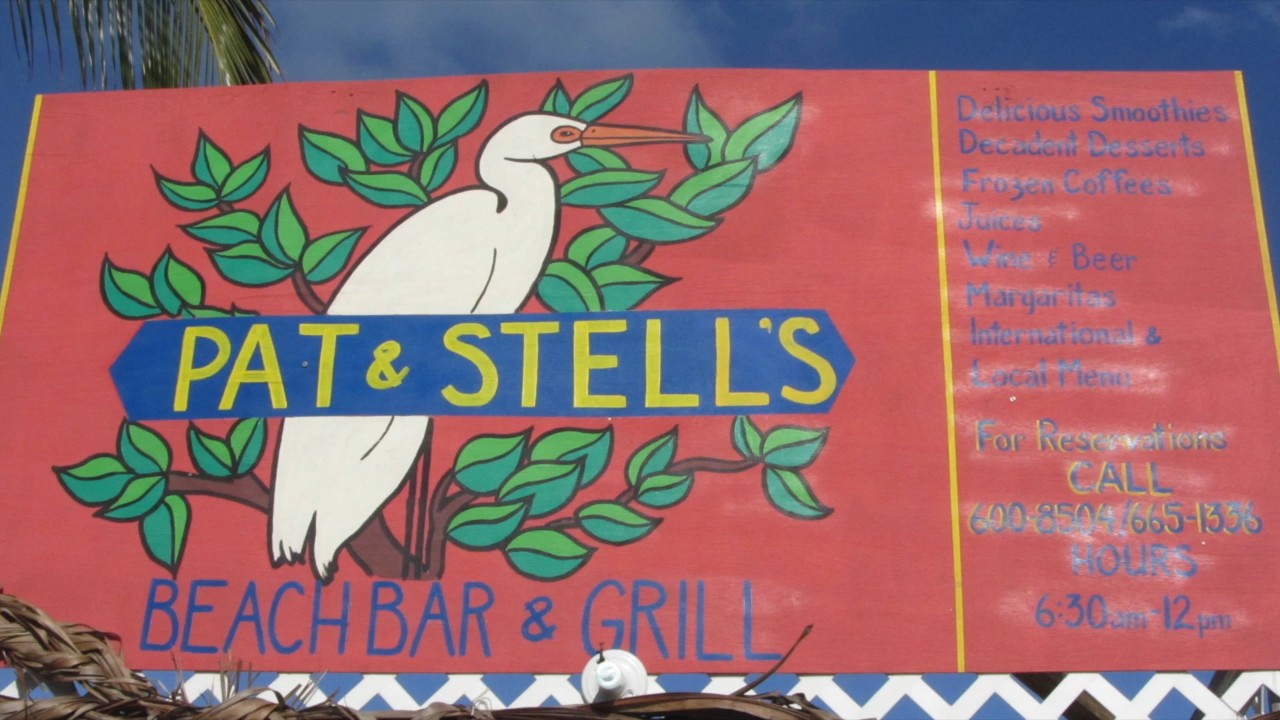 PAT & STELL'S
BEACH BAR & GRILL
Delicious Smoothies
Decadent Desserts
Frozen Coffees
Juices
Wine & Beer
Margaritas
International &
Local Menu
For Reservations
CALL
600-8504/665-1336
HOURS
6:30am-12pm